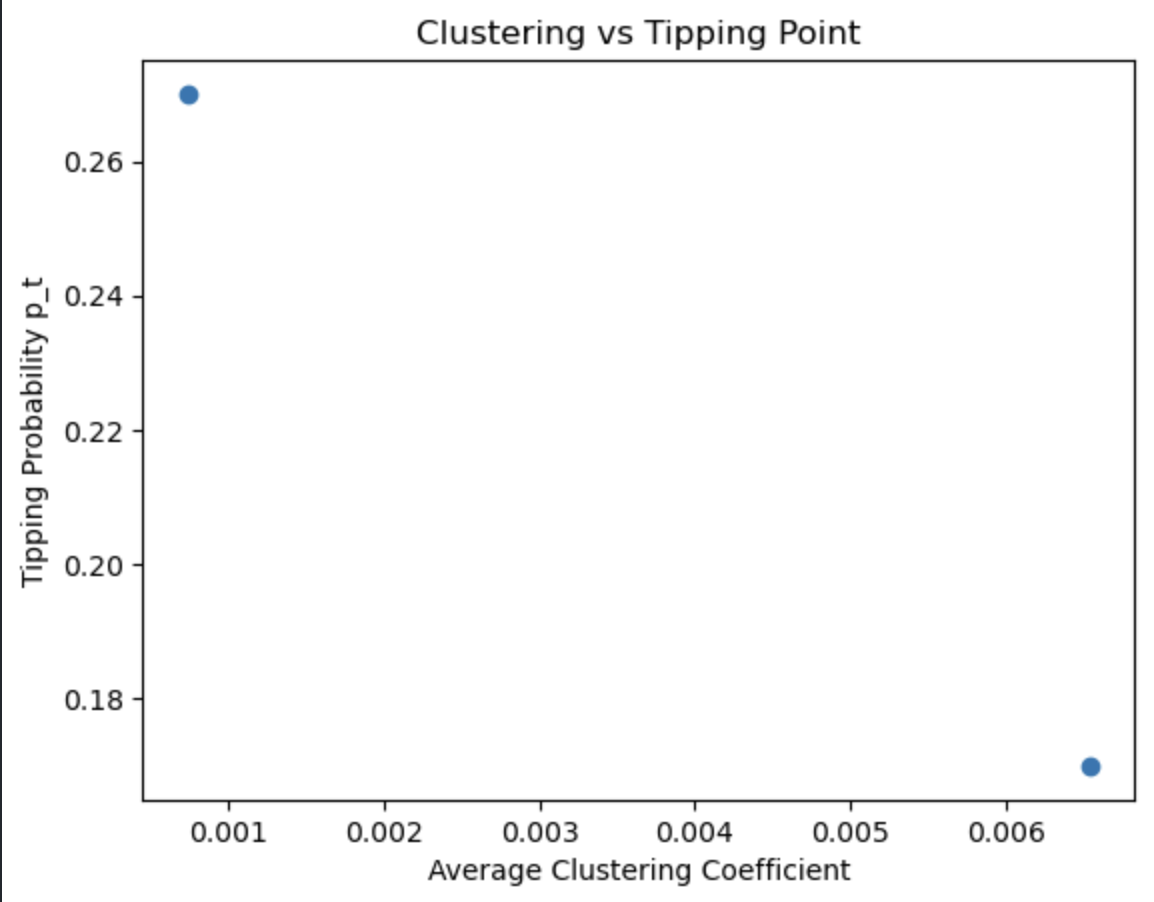 Clustering vs Tipping Point
Tipping Probability p_t
0.26
0.24
0.22
0.20
0.18
0.001 0.002 0.003 0.004 0.005 0.006
Average Clustering Coefficient